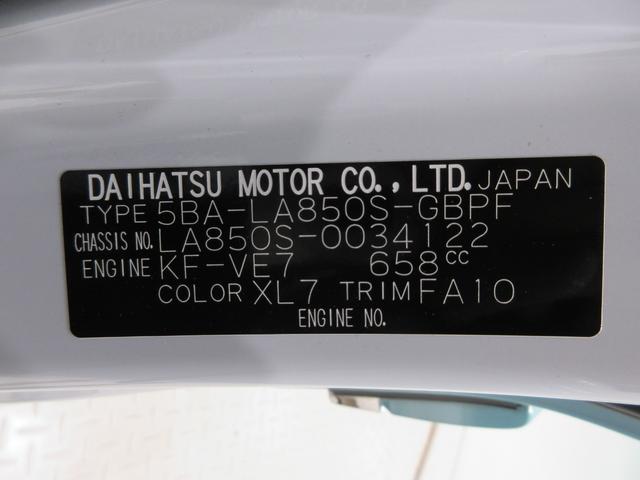 DAIHATSU MOTOR CO., LTD. JAPAN
TYPE 5BA-LA850S-GBPF
CHASSIS NO. LA850S-0034122
ENGINE KF-VE7 658cc
COLOR XL7 TRIM FA10
ENGINE NO.